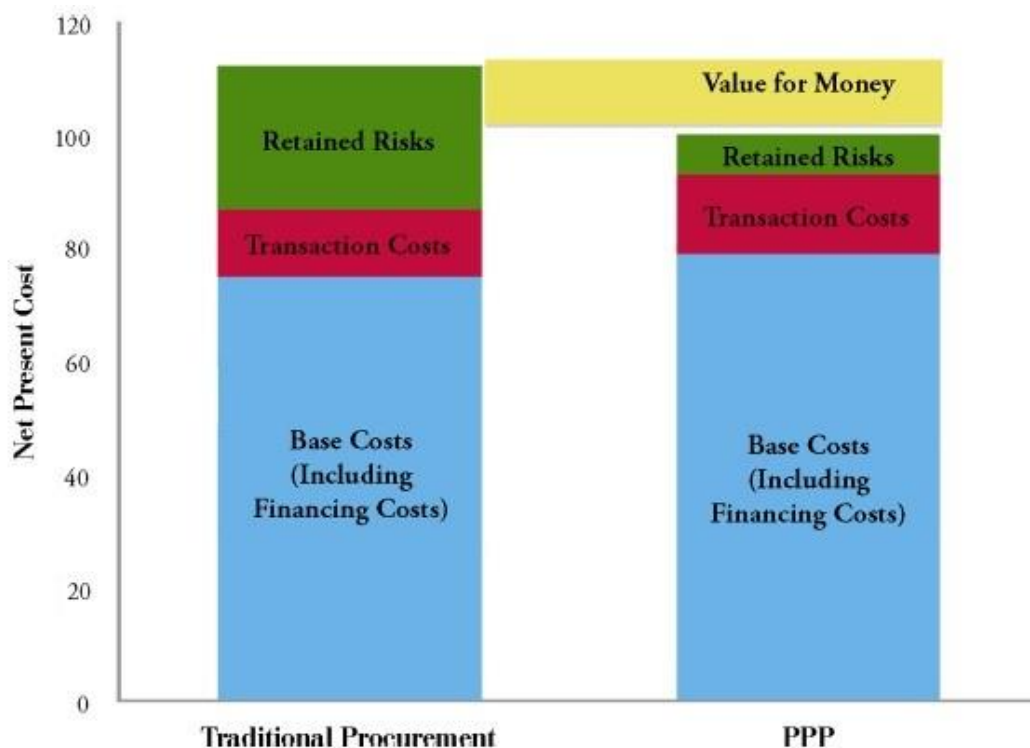 120
100
80
60
40
20
0
Net Present Cost
Retained Risks
Transaction Costs
Base Costs
(Including
Financing Costs)
Value for Money
Retained Risks
Transaction Costs
Base Costs
(Including
Financing Costs)
Traditional Procurement
PPP